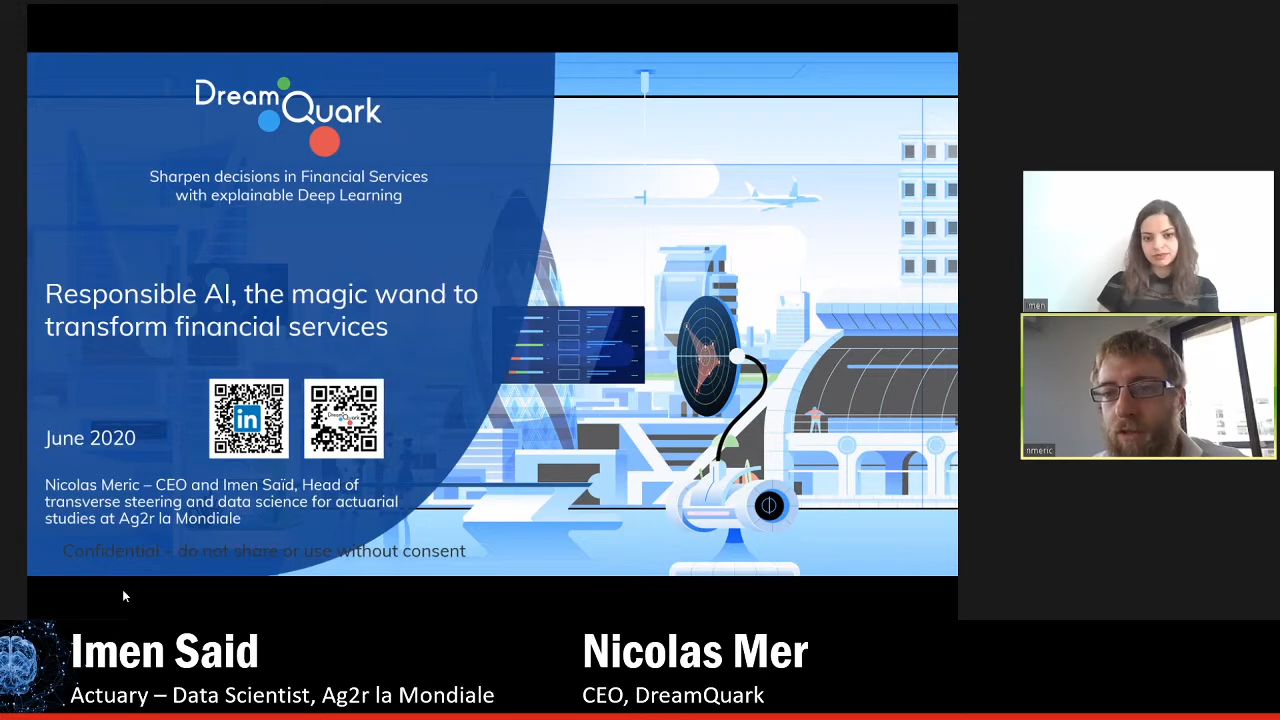 DreamQuark
Sharpen decisions in Financial Services
with explainable Deep Learning
Responsible AI, the magic wand to
transform financial services
in
DreamQuark
June 2020
Nicolas Meric – CEO and Imen Saïd, Head of
transverse steering and data science for actuarial
studies at Ag2r la Mondiale
Confidential – do not share or use without consent
imen
nmeric
Imen Said
Actuary – Data Scientist, Ag2r la Mondiale
Nicolas Mer
CEO, DreamQuark